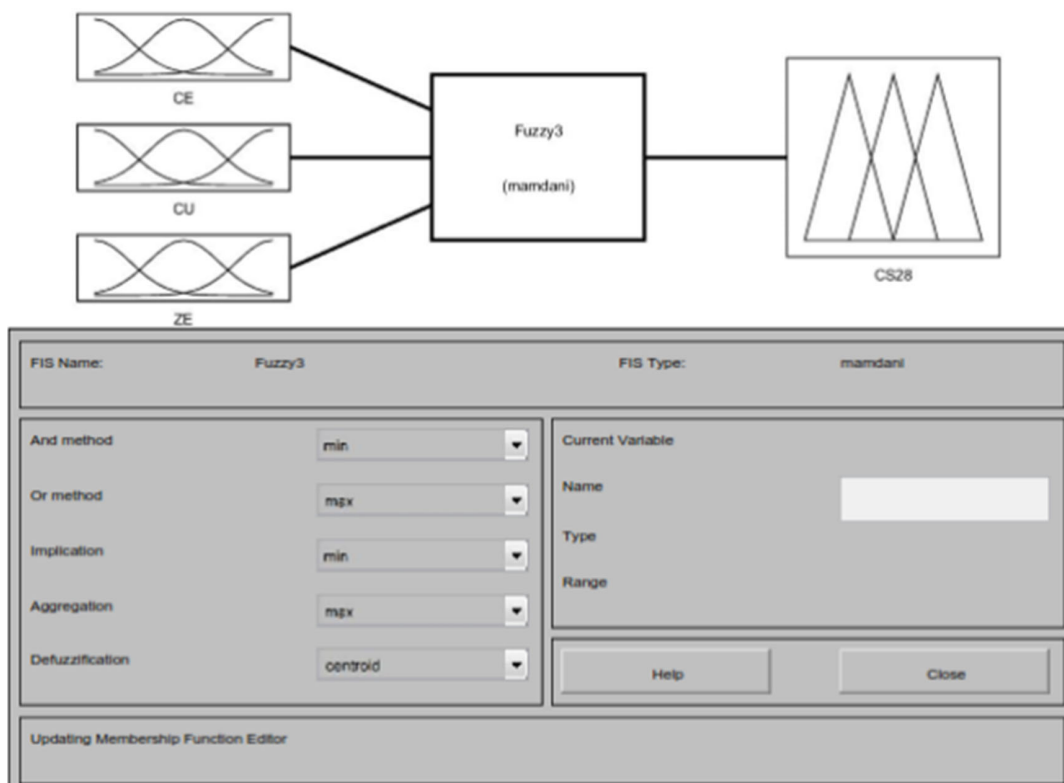 CE
CU
ZE
Fuzzy3
(mamdani)
CS28
FIS Name: Fuzzy3 FIS Type: mamdani
And method min
Or method max
Implication min
Aggregation max
Defuzzification centroid
Current Variable
Name
Type
Range
Help Close
Updating Membership Function Editor